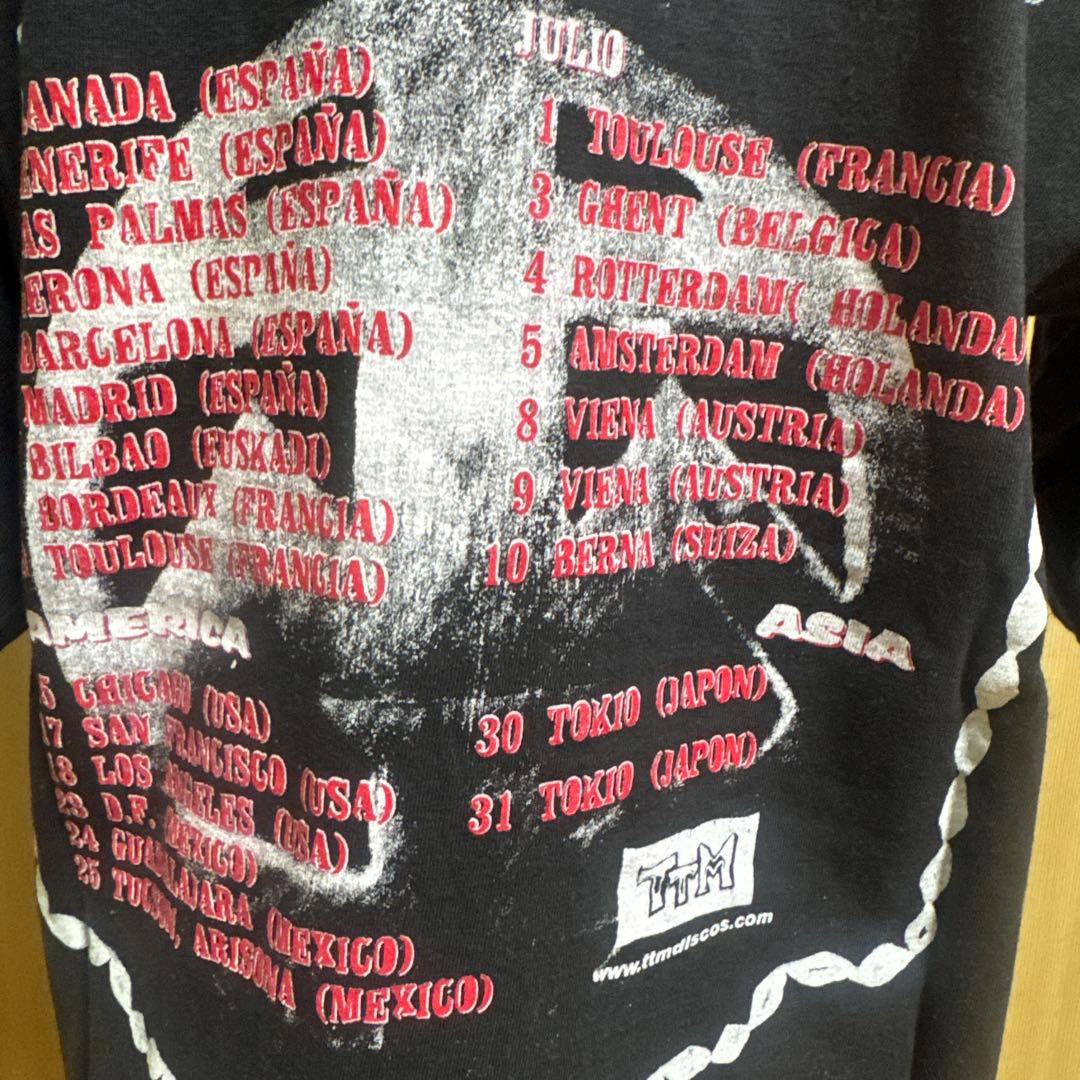 ANADA (ESPAÑA)
ENERIFE (ESPAÑA)
AS PALMAS (ESPAÑA)
ERONA (ESPAÑA)
BARCELONA (ESPAÑA)
MADRID (ESPAÑA)
BILBAO (EUSKADI)
BORDEAUX (FRANCIA)
TOULOUSE (FRANCIA)
AMERICA
5 CHICAGO (USA)
17 SAN FRANCISCO (USA)
18 LOS ANGELES (USA)
23 D.F. (MEXICO)
24 GUADALAJARA (MEXICO)
25 TUCSON, ARISONA (MEXICO)
JULIO
1 TOULOUSE (FRANCIA)
3 GHENT (BELGICA)
4 ROTTERDAM( HOLANDA)
5 AMSTERDAM (HOLANDA)
8 VIENA (AUSTRIA)
9 VIENA (AUSTRIA)
10 BERNA (SUIZA)
ASIA
30 TOKIO (JAPON)
31 TOKIO (JAPON)
TTM
www.ttmdiscos.com